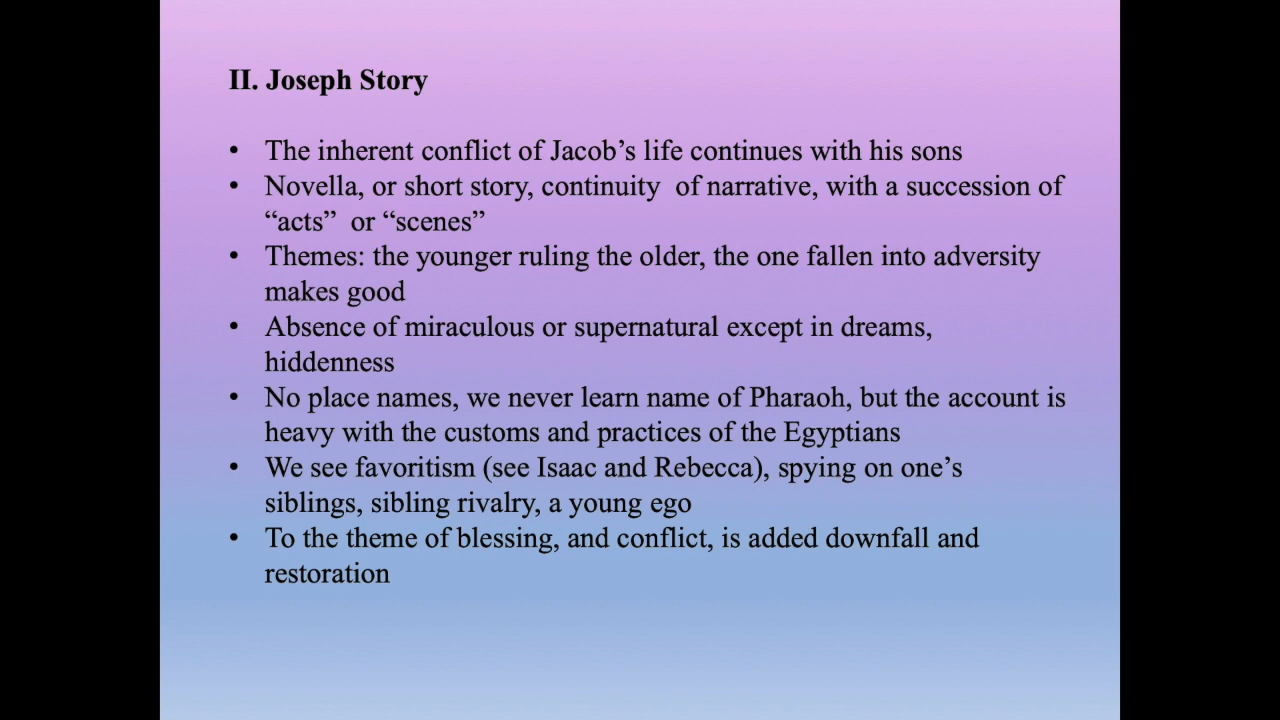 II. Joseph Story
• The inherent conflict of Jacob’s life continues with his sons
• Novella, or short story, continuity  of narrative, with a succession of
“acts”  or “scenes”
• Themes: the younger ruling the older, the one fallen into adversity
makes good
• Absence of miraculous or supernatural except in dreams,
hiddenness
• No place names, we never learn name of Pharaoh, but the account is
heavy with the customs and practices of the Egyptians
• We see favoritism (see Isaac and Rebecca), spying on one’s
siblings, sibling rivalry, a young ego
• To the theme of blessing, and conflict, is added downfall and
restoration